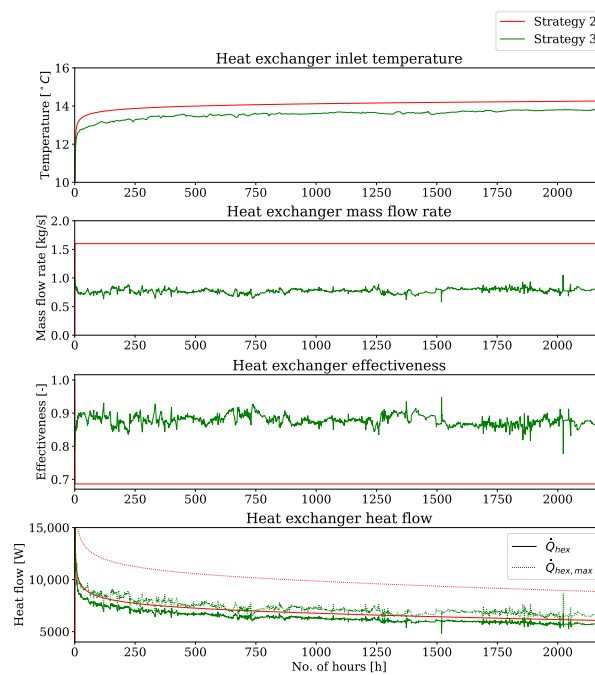 Strategy 2
Strategy 3
Heat exchanger inlet temperature
Temperature [°C]
16
14
12
10
0 250 500 750 1000 1250 1500 1750 2000
Heat exchanger mass flow rate
Mass flow rate [kg/s]
2.0
1.5
1.0
0.5
0.0
0 250 500 750 1000 1250 1500 1750 2000
Heat exchanger effectiveness
Effectiveness [-]
1.0
0.9
0.8
0.7
0 250 500 750 1000 1250 1500 1750 2000
Heat exchanger heat flow
Heat flow [W]
15,000
10,000
5000
Q̇hex
Q̇hex,max
0 250 500 750 1000 1250 1500 1750 2000
No. of hours [h]